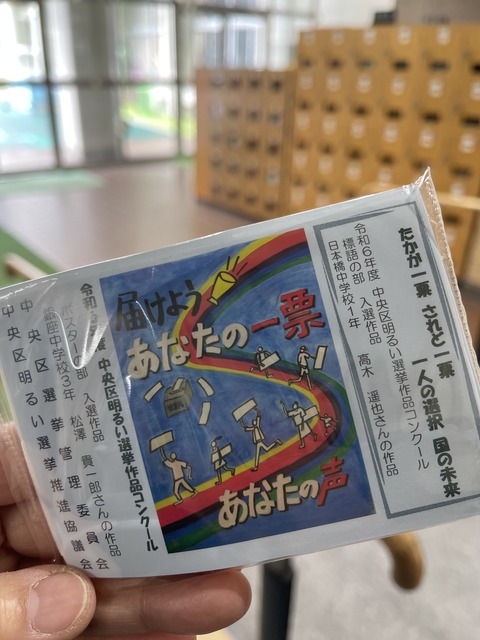 たかが一票 されど一票
一人の選択 国の未来
令和6年度 中央区明るい選挙作品コンクール
標語の部 入選作品
日本橋中学校1年 高木 遥也さんの作品
届けよう
あなたの一票
あなたの声
中央区明るい選挙作品コンクール
ポスターの部 入選作品
銀座中学校3年 松澤 貴一郎さんの作品
中央区選挙管理委員会
中央区明るい選挙推進協議会